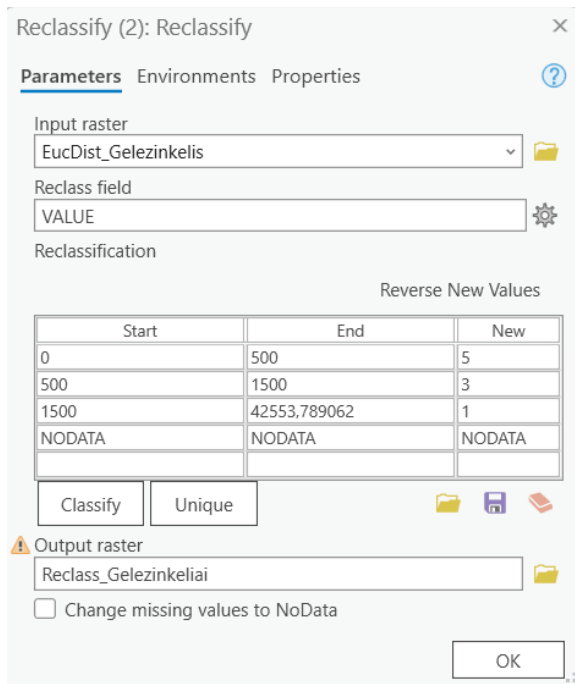 Reclassify (2): Reclassify
Parameters Environments Properties
Input raster
EucDist_Gelezinkelis
Reclass field
VALUE
Reclassification
Reverse New Values
Start End New
0 500 5
500 1500 3
1500 42553,789062 1
NODATA NODATA NODATA
Classify Unique
Output raster
Reclass_Gelezinkeliai
Change missing values to NoData
OK